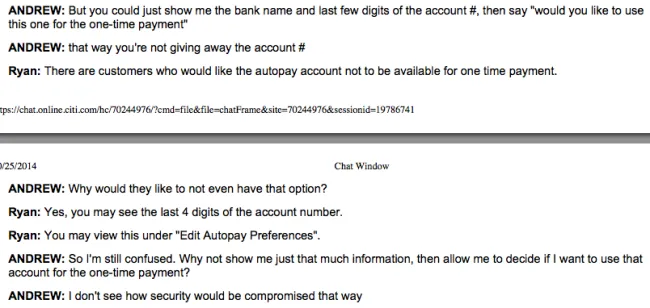 ANDREW: But you could just show me the bank name and last few digits of the account #, then say "would you like to use
this one for the one-time payment"
ANDREW: that way you're not giving away the account #
Ryan: There are customers who would like the autopay account not to be available for one time payment.
tps://chat.online.citi.com/hc/70244976/?cmd=file&file=chatFrame&site=70244976&sessionid=19786741
0/25/2014 Chat Window
ANDREW: Why would they like to not even have that option?
Ryan: Yes, you may see the last 4 digits of the account number.
Ryan: You may view this under "Edit Autopay Preferences".
ANDREW: So I'm still confused. Why not show me just that much information, then allow me to decide if I want to use that
account for the one-time payment?
ANDREW: I don't see how security would be compromised that way